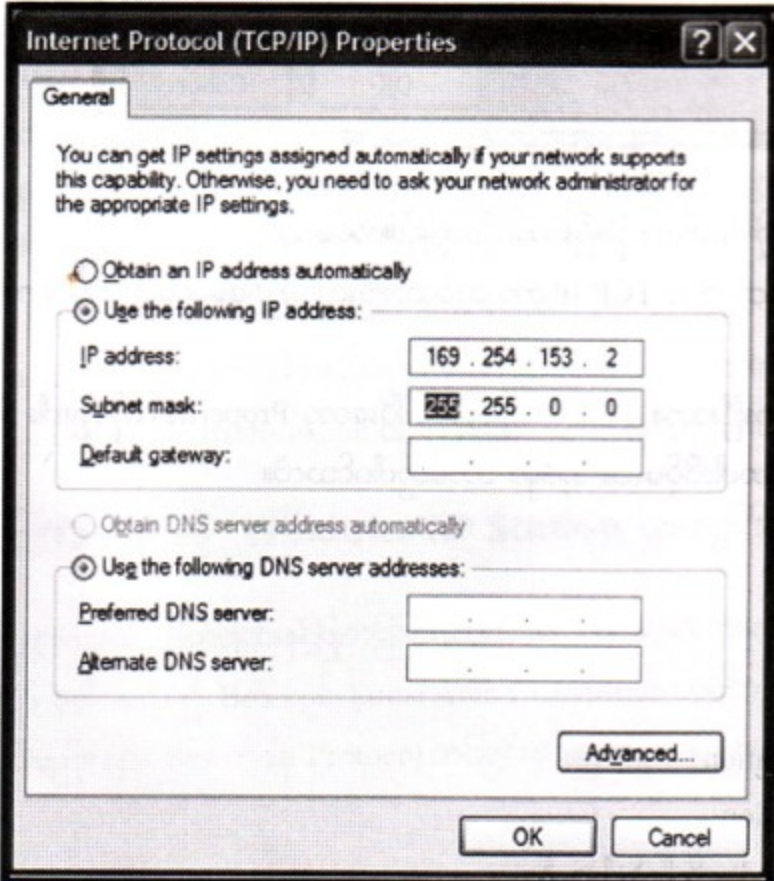 Internet Protocol (TCP/IP) Properties
General
You can get IP settings assigned automatically if your network supports
this capability. Otherwise, you need to ask your network administrator for
the appropriate IP settings.
Obtain an IP address automatically
Use the following IP address:
IP address: 169 . 254 . 153 . 2
Subnet mask: 255 . 255 . 0 . 0
Default gateway: . . .
Obtain DNS server address automatically
Use the following DNS server addresses:
Preferred DNS server: . . .
Alternate DNS server: . . .
Advanced...
OK Cancel